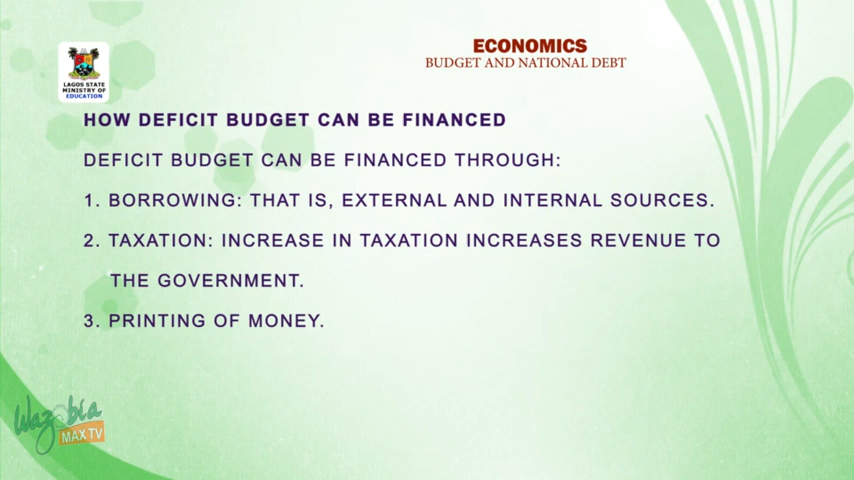 ECONOMICS
BUDGET AND NATIONAL DEBT
LAGOS STATE
MINISTRY OF
EDUCATION
HOW DEFICIT BUDGET CAN BE FINANCED
DEFICIT BUDGET CAN BE FINANCED THROUGH:
1. BORROWING: THAT IS, EXTERNAL AND INTERNAL SOURCES.
2. TAXATION: INCREASE IN TAXATION INCREASES REVENUE TO
THE GOVERNMENT.
3. PRINTING OF MONEY.
Wazobia
MAX TV